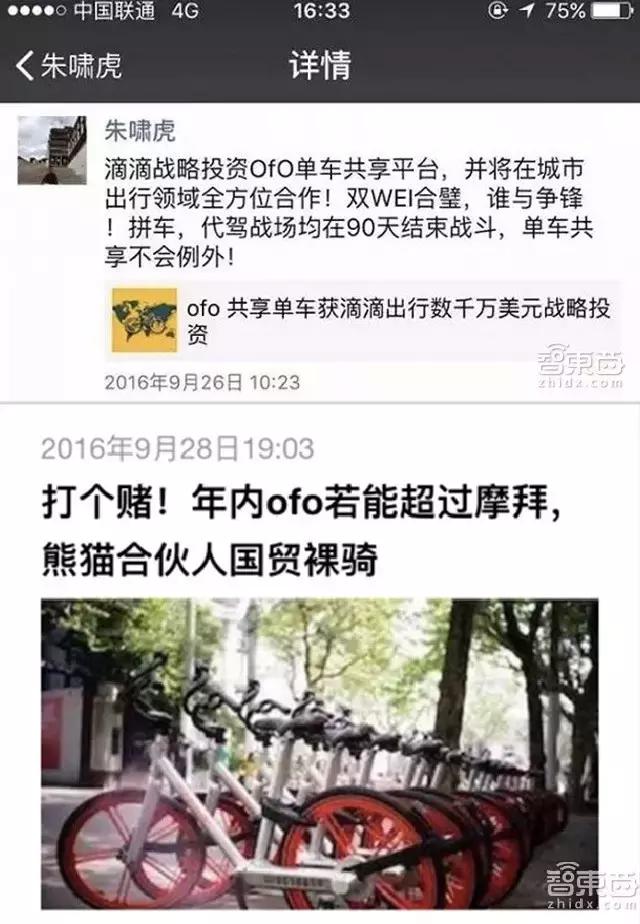 中国联通 4G 16:33 75%
朱啸虎 详情
朱啸虎
滴滴战略投资OfO单车共享平台，并将在城市
出行领域全方位合作！双WEI合璧，谁与争锋
！拼车，代驾战场均在90天结束战斗，单车共
享不会例外！
ofo 共享单车获滴滴出行数千万美元战略投
资
智東西
zhidx.com
2016年9月26日 10:23
2016年9月28日19:03
打个赌！年内ofo若能超过摩拜，
熊猫合伙人国贸裸骑
智東西
zhidx.com